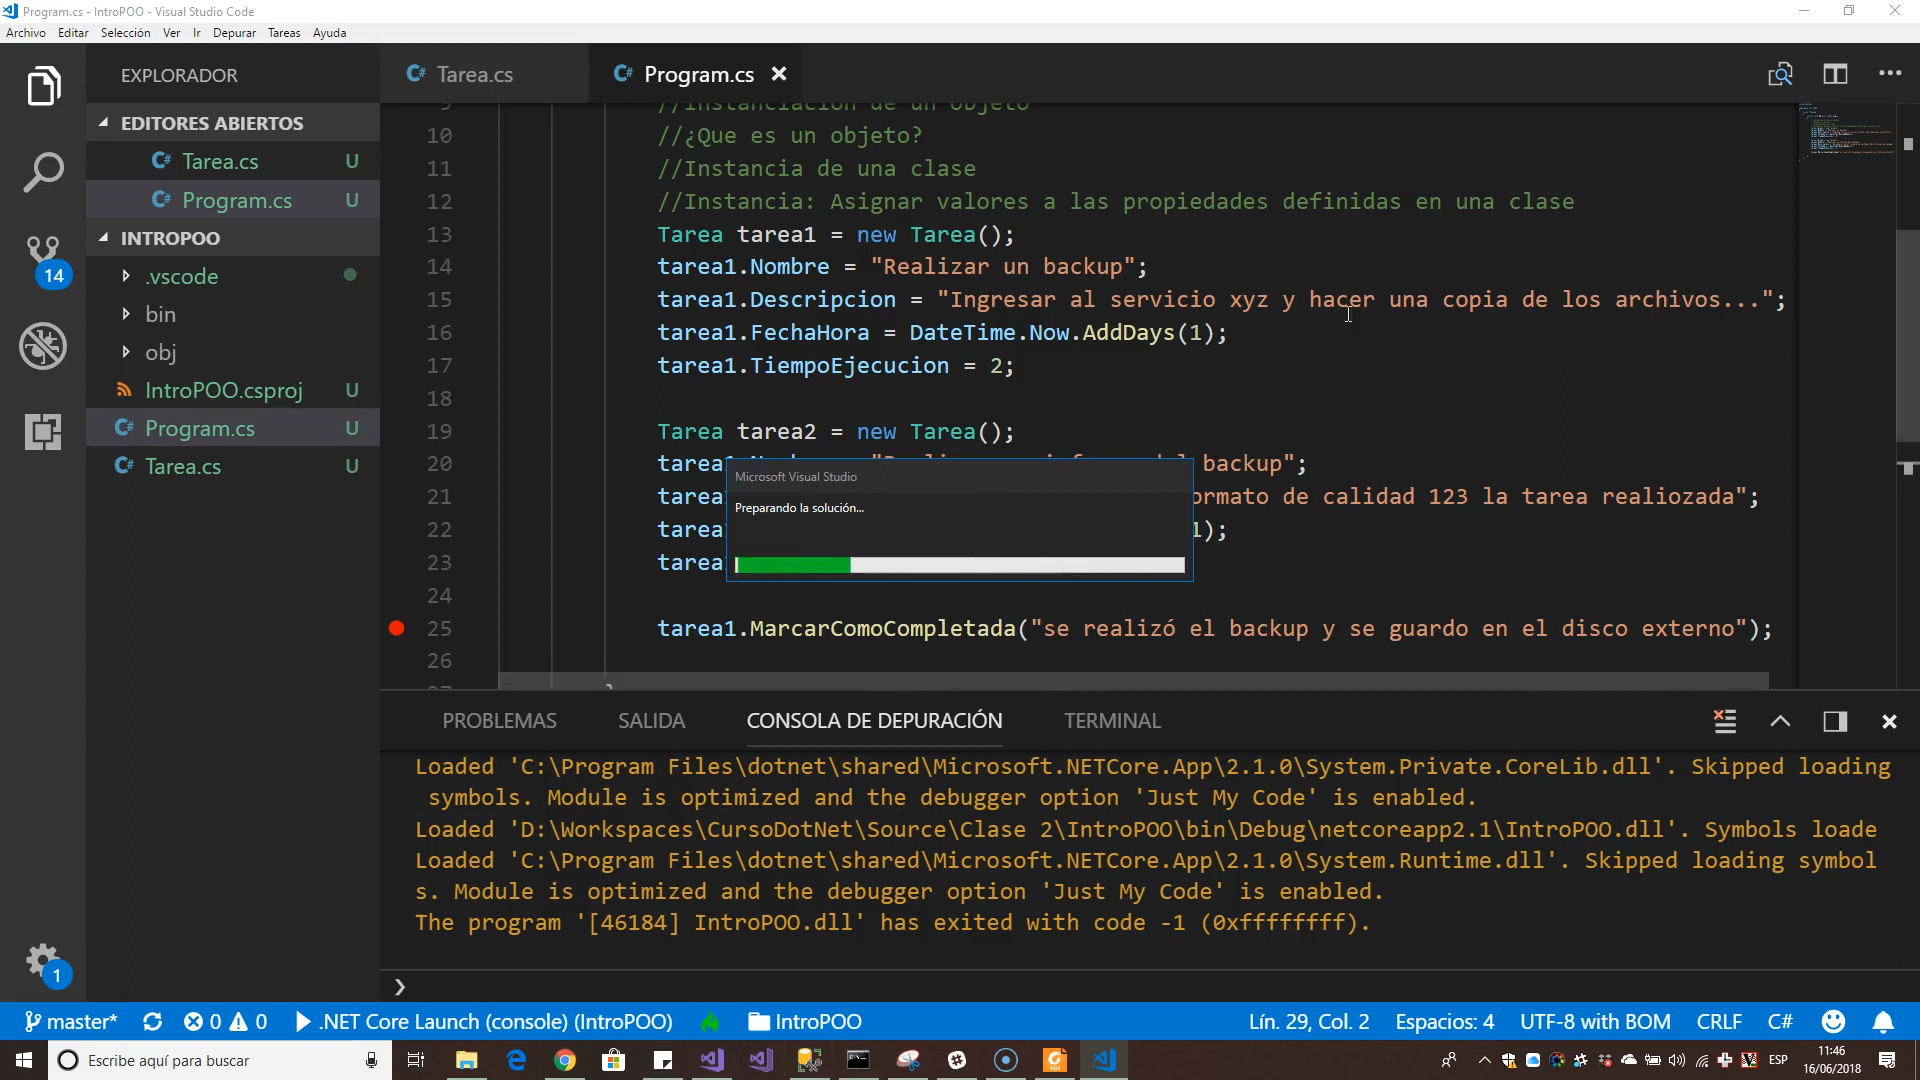 Program.cs - IntroPOO - Visual Studio Code
Archivo Editar Selección Ver Ir Depurar Tareas Ayuda
EXPLORADOR
EDITORES ABIERTOS
C# Tarea.cs U
C# Program.cs U
INTROPOO
.vscode
bin
obj
IntroPOO.csproj U
C# Program.cs U
C# Tarea.cs U
14
1
C# Tarea.cs
C# Program.cs
9 //Instanciacion de un objeto
10 //¿Que es un objeto?
11 //Instancia de una clase
12 //Instancia: Asignar valores a las propiedades definidas en una clase
13 Tarea tarea1 = new Tarea();
14 tarea1.Nombre = "Realizar un backup";
15 tarea1.Descripcion = "Ingresar al servicio xyz y hacer una copia de los archivos...";
16 tarea1.FechaHora = DateTime.Now.AddDays(1);
17 tarea1.TiempoEjecucion = 2;
18
19 Tarea tarea2 = new Tarea();
20 tarea backup";
21 tarea ormato de calidad 123 la tarea realiozada";
22 tarea 1);
23 tarea
24
25 tarea1.MarcarComoCompletada("se realizó el backup y se guardo en el disco externo");
26
27 }
Microsoft Visual Studio
Preparando la solución...
PROBLEMAS SALIDA CONSOLA DE DEPURACIÓN TERMINAL
Loaded 'C:\Program Files\dotnet\shared\Microsoft.NETCore.App\2.1.0\System.Private.CoreLib.dll'. Skipped loading
symbols. Module is optimized and the debugger option 'Just My Code' is enabled.
Loaded 'D:\Workspaces\CursoDotNet\Source\Clase 2\IntroPOO\bin\Debug\netcoreapp2.1\IntroPOO.dll'. Symbols loade
Loaded 'C:\Program Files\dotnet\shared\Microsoft.NETCore.App\2.1.0\System.Runtime.dll'. Skipped loading symbol
s. Module is optimized and the debugger option 'Just My Code' is enabled.
The program '[46184] IntroPOO.dll' has exited with code -1 (0xffffffff).
master* 0 0 .NET Core Launch (console) (IntroPOO) IntroPOO Lín. 29, Col. 2 Espacios: 4 UTF-8 with BOM CRLF C#
Escribe aquí para buscar
ESP
11:46
16/06/2018